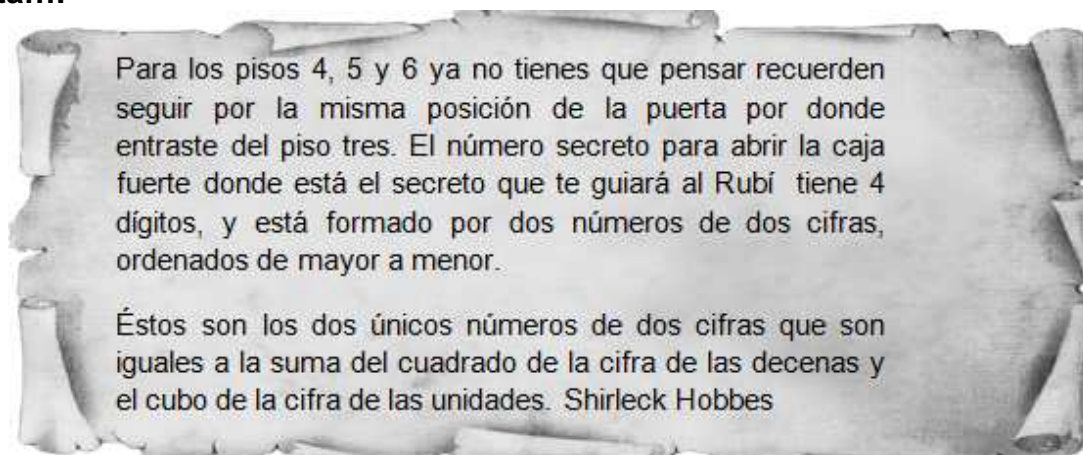 Para los pisos 4, 5 y 6 ya no tienes que pensar recuerden
seguir por la misma posición de la puerta por donde
entraste del piso tres. El número secreto para abrir la caja
fuerte donde está el secreto que te guiará al Rubí tiene 4
dígitos, y está formado por dos números de dos cifras,
ordenados de mayor a menor.
Éstos son los dos únicos números de dos cifras que son
iguales a la suma del cuadrado de la cifra de las decenas y
el cubo de la cifra de las unidades. Shirleck Hobbes